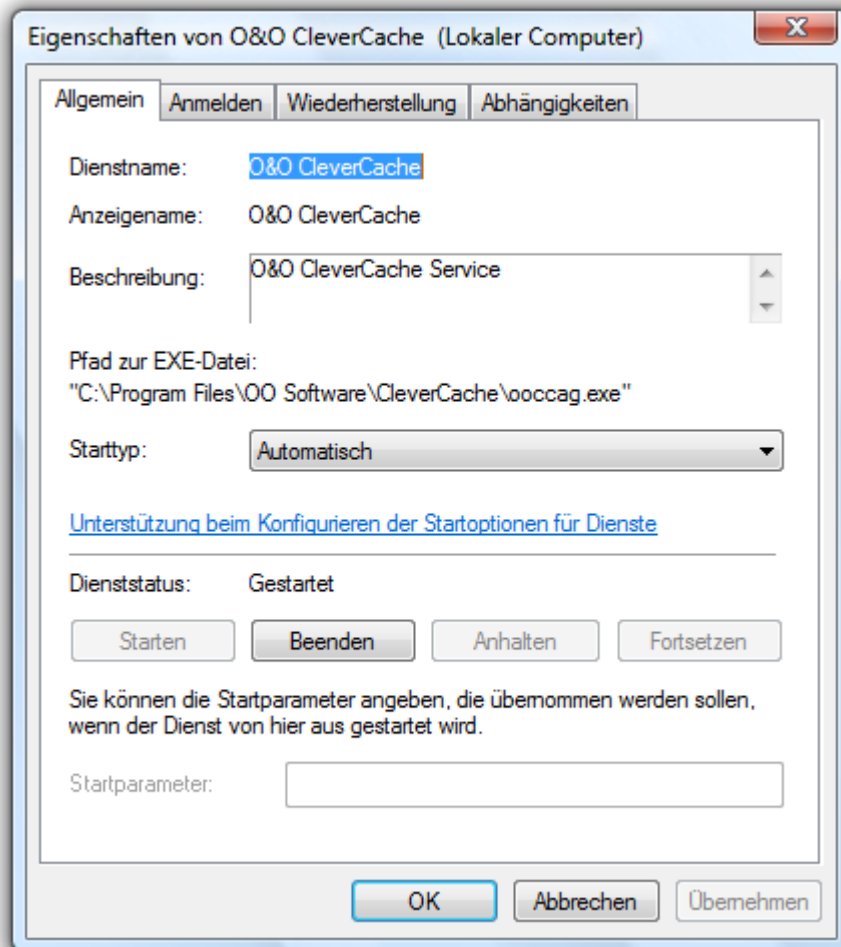 Eigenschaften von O&O CleverCache (Lokaler Computer)
Allgemein Anmelden Wiederherstellung Abhängigkeiten
Dienstname: O&O CleverCache
Anzeigename: O&O CleverCache
Beschreibung: O&O CleverCache Service
Pfad zur EXE-Datei:
"C:\Program Files\OO Software\CleverCache\ooccag.exe"
Starttyp: Automatisch
Unterstützung beim Konfigurieren der Startoptionen für Dienste
Dienststatus: Gestartet
Starten Beenden Anhalten Fortsetzen
Sie können die Startparameter angeben, die übernommen werden sollen,
wenn der Dienst von hier aus gestartet wird.
Startparameter:
OK Abbrechen Übernehmen